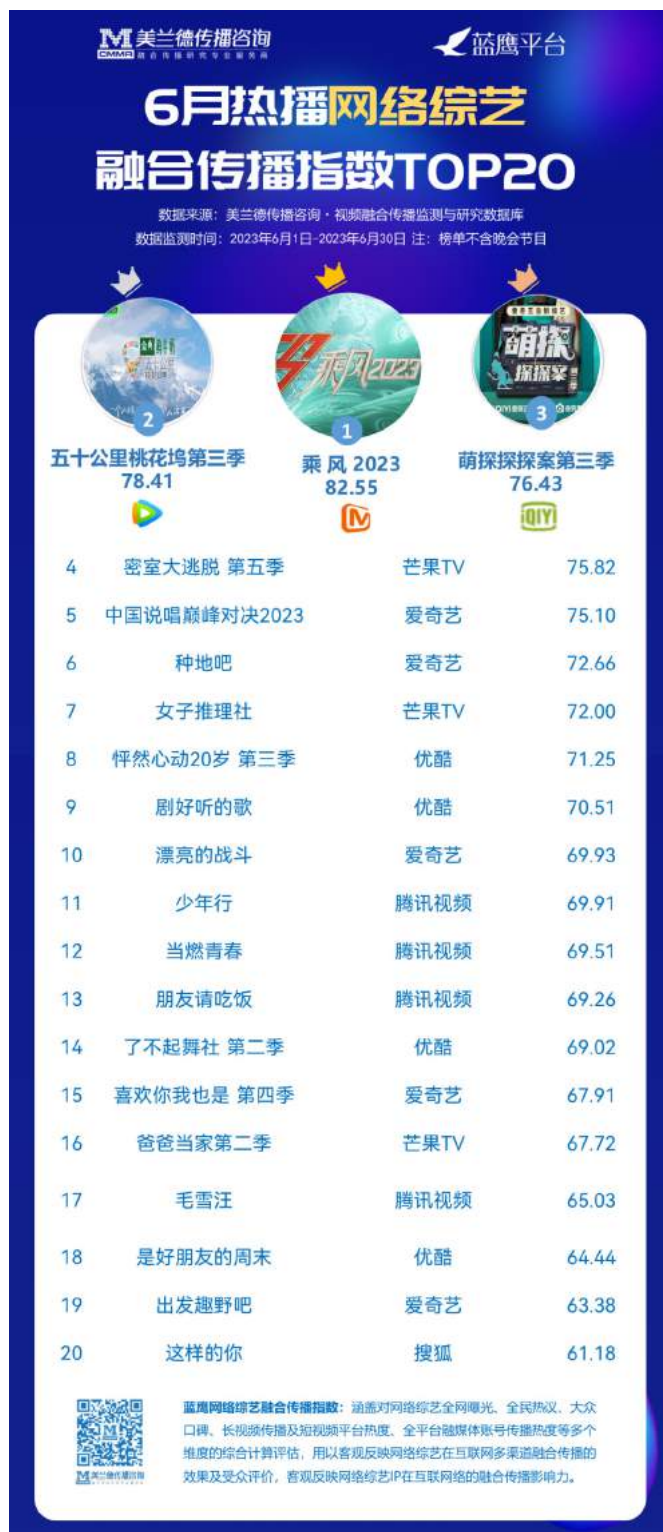 美兰德传播咨询
CMMR 融合传播研究专业服务商
蓝鹰平台
6月热播网络综艺
融合传播指数TOP20
数据来源：美兰德传播咨询·视频融合传播监测与研究数据库
数据监测时间：2023年6月1日-2023年6月30日 注：榜单不含晚会节目
乘风2023
萌探
探探案
2
1
3
五十公里桃花坞第三季
78.41
乘风 2023
82.55
萌探探探案第三季
76.43
iQIYI
4 密室大逃脱 第五季 芒果TV 75.82
5 中国说唱巅峰对决2023 爱奇艺 75.10
6 种地吧 爱奇艺 72.66
7 女子推理社 芒果TV 72.00
8 怦然心动20岁 第三季 优酷 71.25
9 剧好听的歌 优酷 70.51
10 漂亮的战斗 爱奇艺 69.93
11 少年行 腾讯视频 69.91
12 当燃青春 腾讯视频 69.51
13 朋友请吃饭 腾讯视频 69.26
14 了不起舞社 第二季 优酷 69.02
15 喜欢你我也是 第四季 爱奇艺 67.91
16 爸爸当家第二季 芒果TV 67.72
17 毛雪汪 腾讯视频 65.03
18 是好朋友的周末 优酷 64.44
19 出发趣野吧 爱奇艺 63.38
20 这样的你 搜狐 61.18
蓝鹰网络综艺融合传播指数：涵盖对网络综艺全网曝光、全民热议、大众
口碑、长视频传播及短视频平台热度、全平台融媒体账号传播热度等多个
维度的综合计算评估，用以客观反映网络综艺在互联网多渠道融合传播的
效果及受众评价，客观反映网络综艺IP在互联网络的融合传播影响力。
美兰德传播咨询